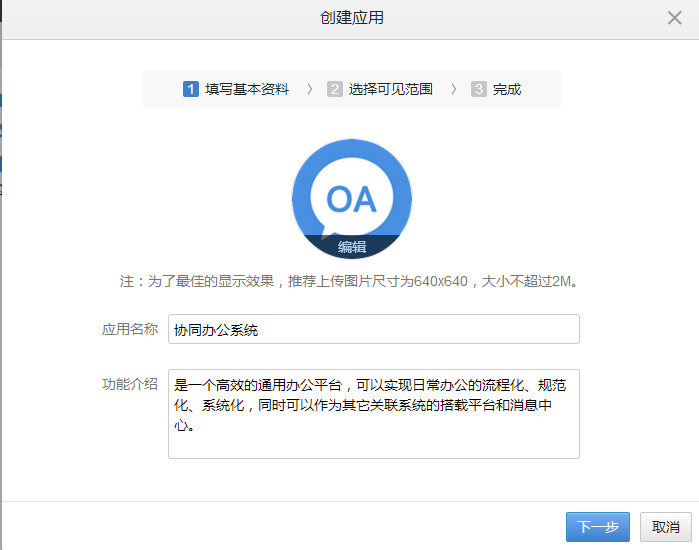 创建应用
1 填写基本资料 > 2 选择可见范围 > 3 完成
OA
编辑
注：为了最佳的显示效果，推荐上传图片尺寸为640x640，大小不超过2M。
应用名称 协同办公系统
功能介绍 是一个高效的通用办公平台，可以实现日常办公的流程化、规范
化、系统化，同时可以作为其它关联系统的搭载平台和消息中
心。
下一步 取消